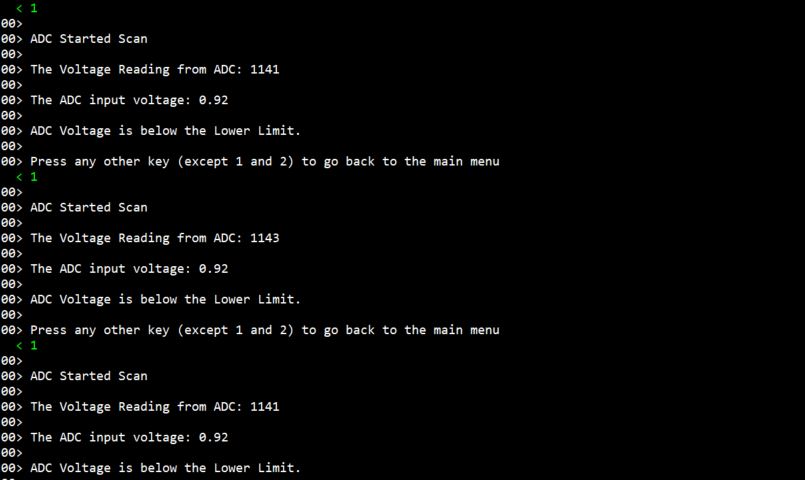 < 1
00>
00> ADC Started Scan
00>
00> The Voltage Reading from ADC: 1141
00>
00> The ADC input voltage: 0.92
00>
00> ADC Voltage is below the Lower Limit.
00>
00> Press any other key (except 1 and 2) to go back to the main menu
< 1
00>
00> ADC Started Scan
00>
00> The Voltage Reading from ADC: 1143
00>
00> The ADC input voltage: 0.92
00>
00> ADC Voltage is below the Lower Limit.
00>
00> Press any other key (except 1 and 2) to go back to the main menu
< 1
00>
00> ADC Started Scan
00>
00> The Voltage Reading from ADC: 1141
00>
00> The ADC input voltage: 0.92
00>
00> ADC Voltage is below the Lower Limit.